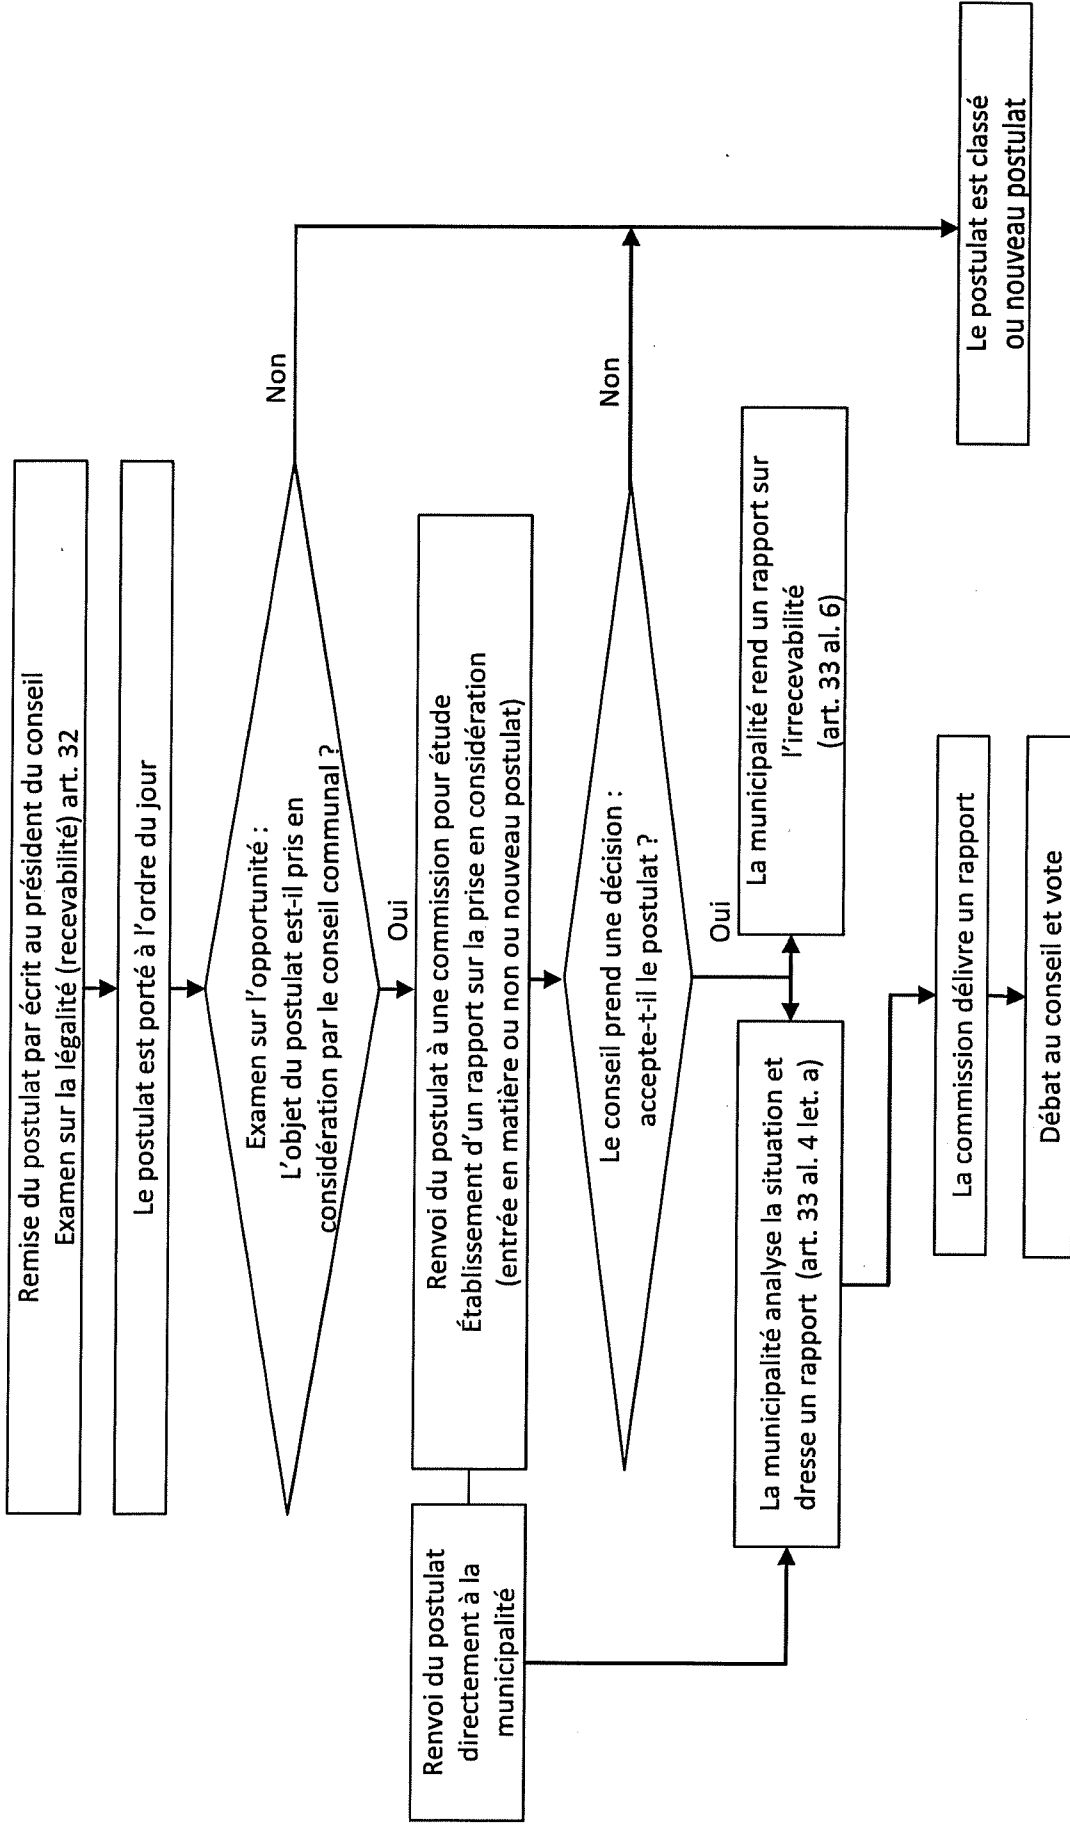 Remise du postulat par écrit au président du conseil
Examen sur la légalité (recevabilité) art. 32
Le postulat est porté à l'ordre du jour
Examen sur l'opportunité :
L'objet du postulat est-il pris en
considération par le conseil communal ?
Non
Oui
Renvoi du postulat directement à la
municipalité
Renvoi du postulat à une commission pour étude
Établissement d'un rapport sur la prise en considération
(entrée en matière ou non ou nouveau postulat)
Le conseil prend une décision :
accepte-t-il le postulat ?
Non
Oui
La municipalité analyse la situation et
dresse un rapport (art. 33 al. 4 let. a)
La municipalité rend un rapport sur
l'irrecevabilité
(art. 33 al. 6)
La commission délivre un rapport
Débat au conseil et vote
Le postulat est classé
ou nouveau postulat